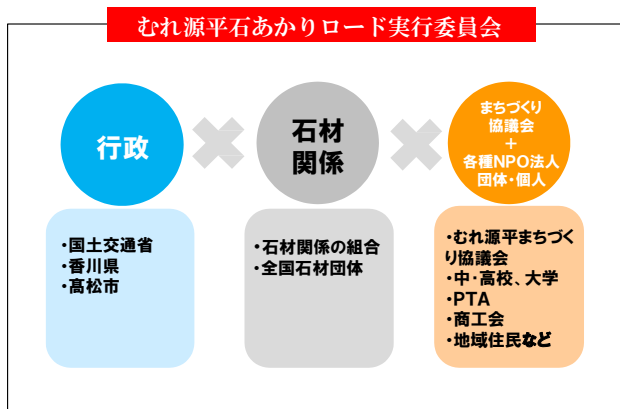 むれ源平石あかりロード実行委員会
行政
石材
関係
まちづくり
協議会
+
各種NPO法人
団体・個人
・国土交通省
・香川県
・髙松市
・石材関係の組合
・全国石材団体
・むれ源平まちづく
り協議会
・中・高校、大学
・PTA
・商工会
・地域住民など